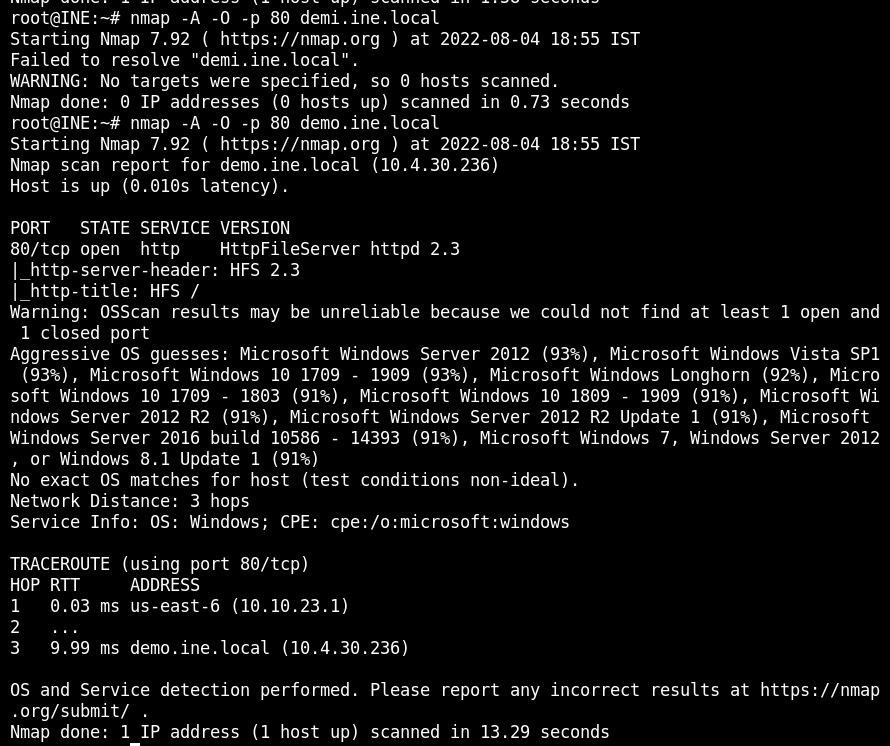 Nmap done: 1 IP address (1 host up) scanned in 1.58 seconds
root@INE:~# nmap -A -O -p 80 demi.ine.local
Starting Nmap 7.92 ( https://nmap.org ) at 2022-08-04 18:55 IST
Failed to resolve "demi.ine.local".
WARNING: No targets were specified, so 0 hosts scanned.
Nmap done: 0 IP addresses (0 hosts up) scanned in 0.73 seconds
root@INE:~# nmap -A -O -p 80 demo.ine.local
Starting Nmap 7.92 ( https://nmap.org ) at 2022-08-04 18:55 IST
Nmap scan report for demo.ine.local (10.4.30.236)
Host is up (0.010s latency).
PORT   STATE SERVICE VERSION
80/tcp open  http    HttpFileServer httpd 2.3
|_http-server-header: HFS 2.3
|_http-title: HFS /
Warning: OSScan results may be unreliable because we could not find at least 1 open and
 1 closed port
Aggressive OS guesses: Microsoft Windows Server 2012 (93%), Microsoft Windows Vista SP1
 (93%), Microsoft Windows 10 1709 - 1909 (93%), Microsoft Windows Longhorn (92%), Micro
soft Windows 10 1709 - 1803 (91%), Microsoft Windows 10 1809 - 1909 (91%), Microsoft Wi
ndows Server 2012 R2 (91%), Microsoft Windows Server 2012 R2 Update 1 (91%), Microsoft
Windows Server 2016 build 10586 - 14393 (91%), Microsoft Windows 7, Windows Server 2012
, or Windows 8.1 Update 1 (91%)
No exact OS matches for host (test conditions non-ideal).
Network Distance: 3 hops
Service Info: OS: Windows; CPE: cpe:/o:microsoft:windows
TRACEROUTE (using port 80/tcp)
HOP RTT     ADDRESS
1   0.03 ms us-east-6 (10.10.23.1)
2   ...
3   9.99 ms demo.ine.local (10.4.30.236)
OS and Service detection performed. Please report any incorrect results at https://nmap
.org/submit/ .
Nmap done: 1 IP address (1 host up) scanned in 13.29 seconds